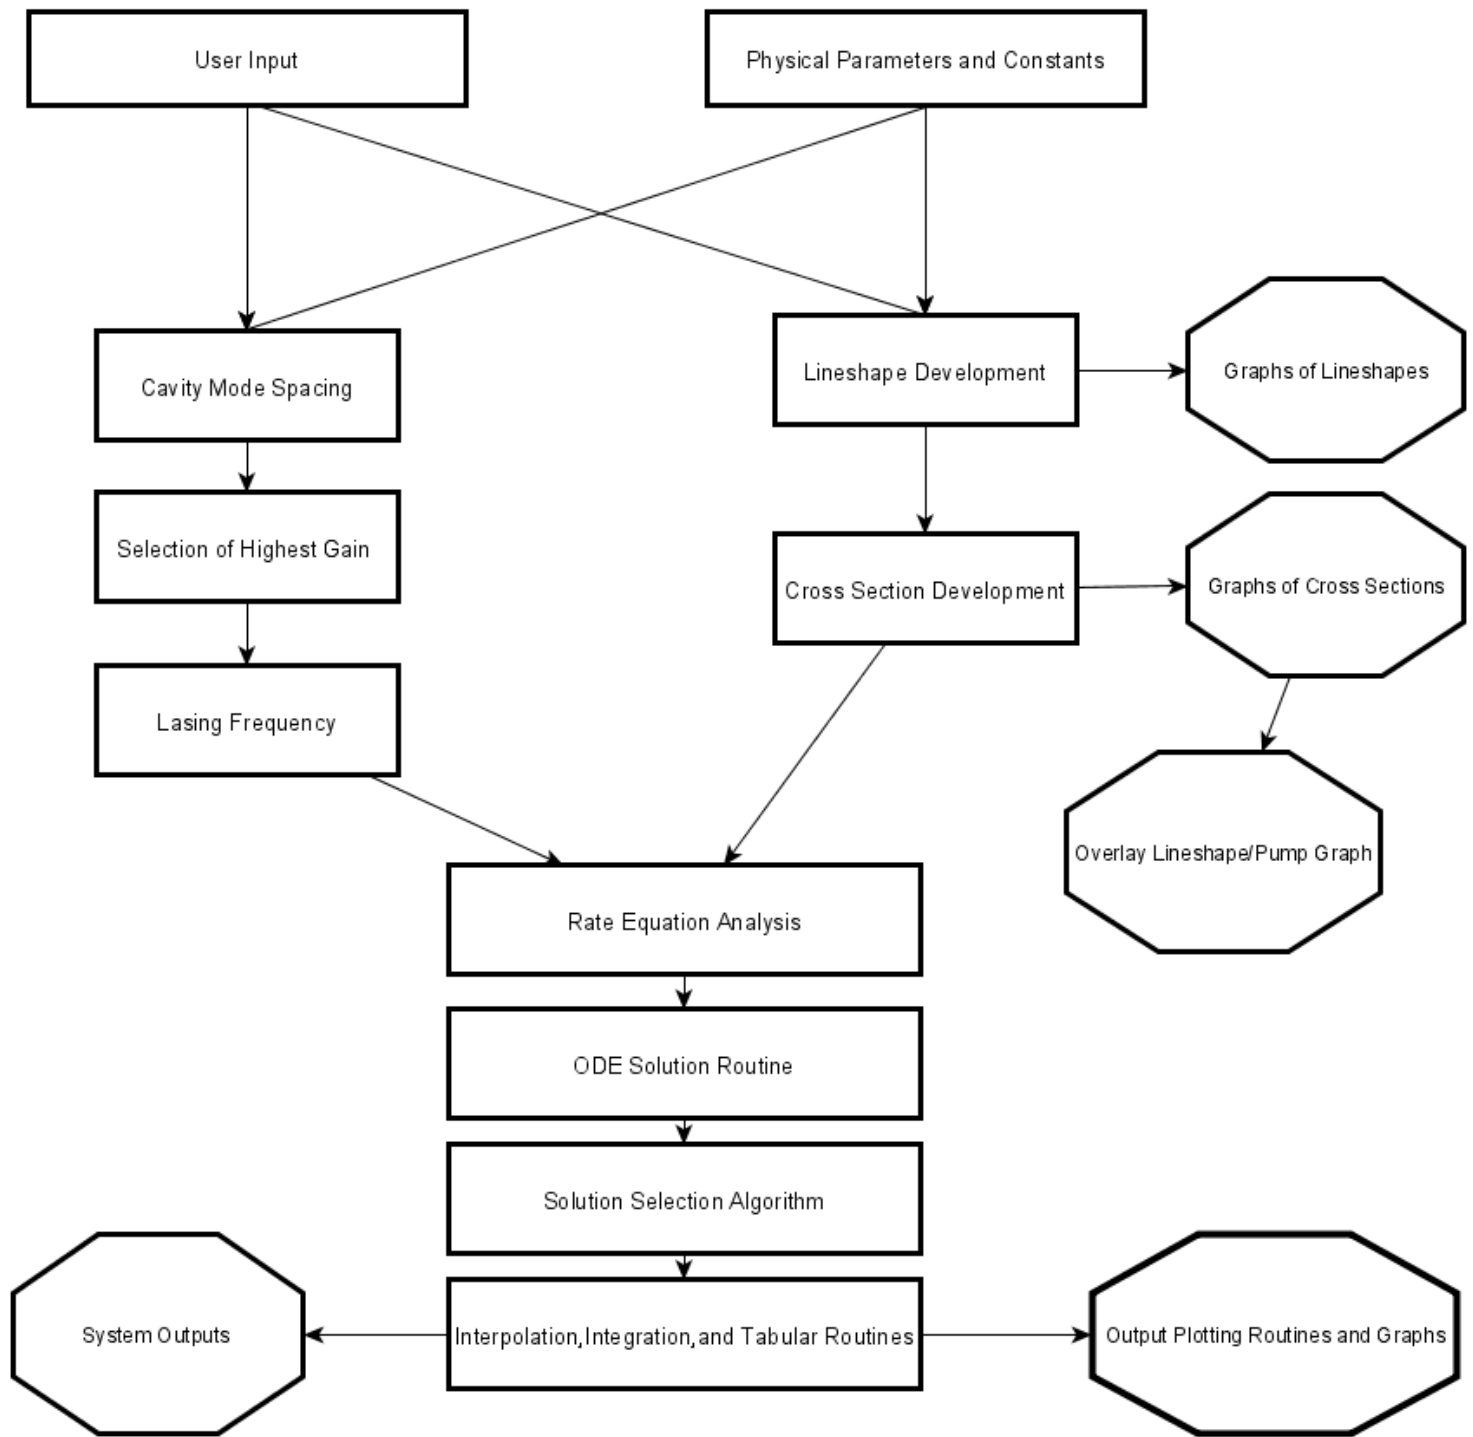 User Input
Physical Parameters and Constants
Cavity Mode Spacing
Lineshape Development
Graphs of Lineshapes
Selection of Highest Gain
Cross Section Development
Graphs of Cross Sections
Lasing Frequency
Overlay Lineshape/Pump Graph
Rate Equation Analysis
ODE Solution Routine
Solution Selection Algorithm
System Outputs
Interpolation,Integration,and Tabular Routines
Output Plotting Routines and Graphs